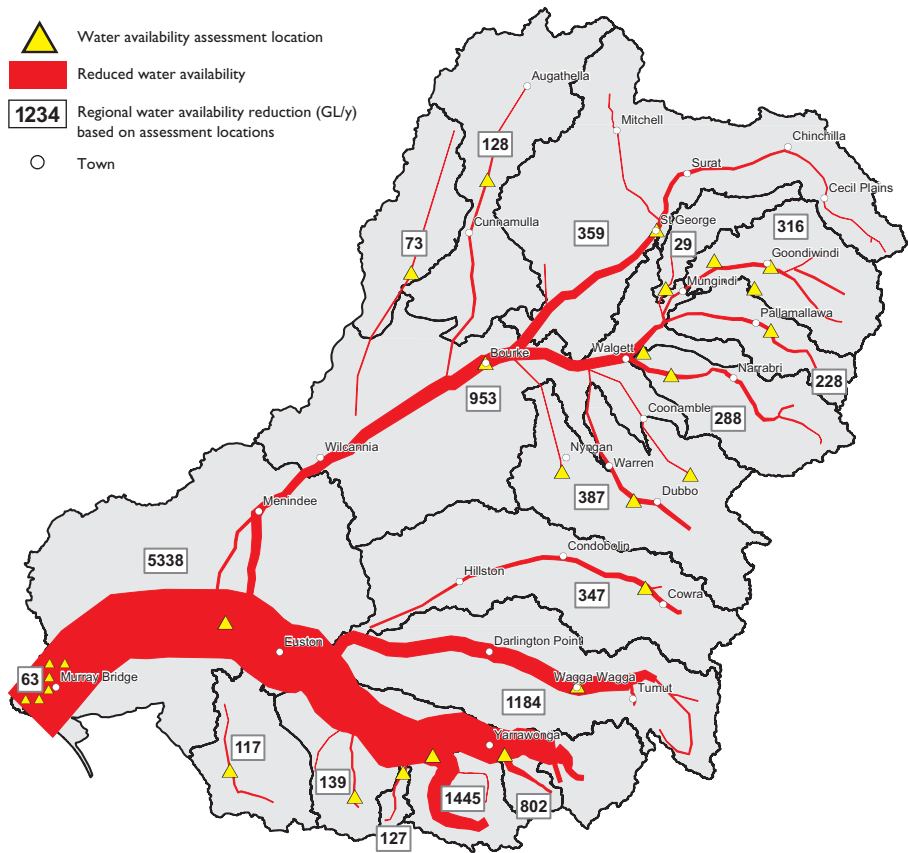 Water availability assessment location
Reduced water availability
1234
Regional water availability reduction (GL/y)
based on assessment locations
Town
Augathella
Mitchell
Chinchilla
128
Surat
Cecil Plains
Cunnamulla
St George
316
73
359
29
Goondiwindi
Mungindi
Pallamallawa
Bourke
Walgett
Narrabri
228
953
288
Coonamble
Wilcannia
Nyngan
Warren
387
Dubbo
Menindee
5338
Condobolin
Hillston
347
Cowra
Euston
Darlington Point
63
Murray Bridge
Wagga Wagga
1184
Tumut
117
Yarrawonga
139
1445
802
127